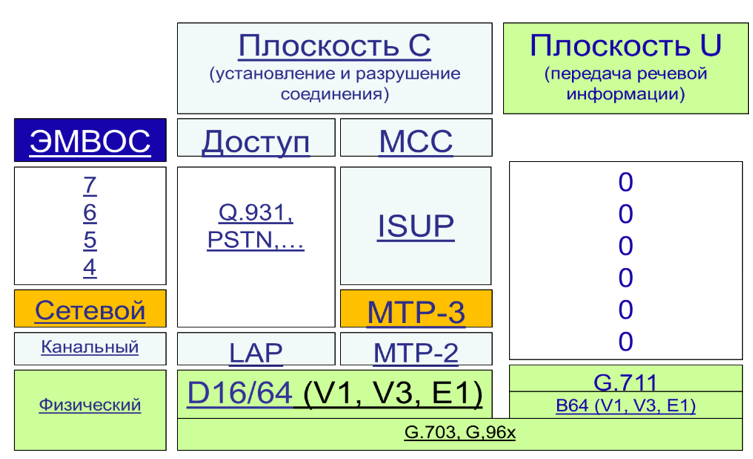 Плоскость C
(установление и разрушение
соединения)
Плоскость U
(передача речевой
информации)
ЭМВОС
Доступ
МСС
7
6
5
4
Q.931,
PSTN,...
ISUP
0
0
0
0
0
0
Сетевой
МТР-3
Канальный
LAP
МТР-2
Физический
D16/64 (V1, V3, E1)
G.711
B64 (V1, V3, E1)
G.703, G,96x